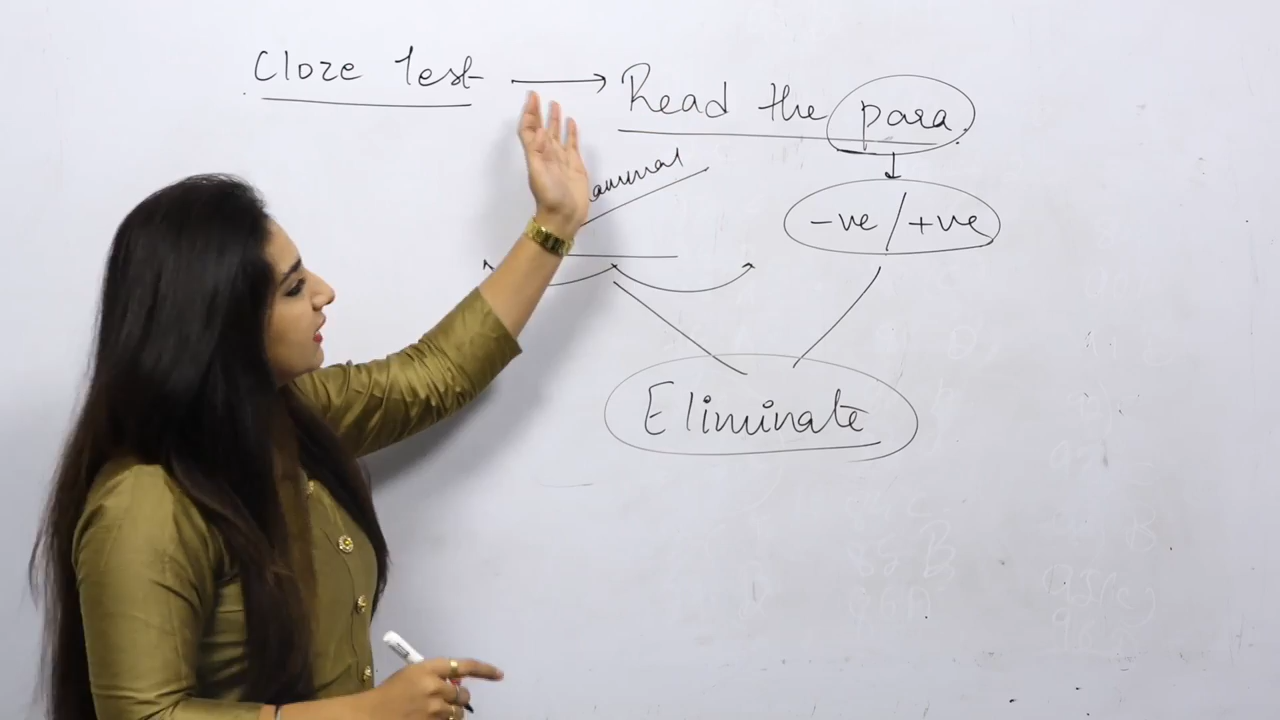 Cloze Test → Read the para
-ve/+ve
Eliminate